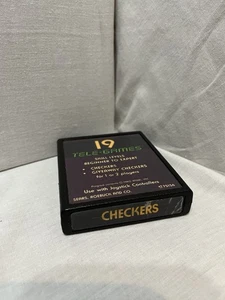 19
TELE-GAMES
SKILL LEVELS
BEGINNER TO EXPERT
• CHECKERS
• GIVEAWAY CHECKERS
for 1 or 2 players
Use with Joystick Controllers
SEARS, ROEBUCK AND CO.
CHECKERS